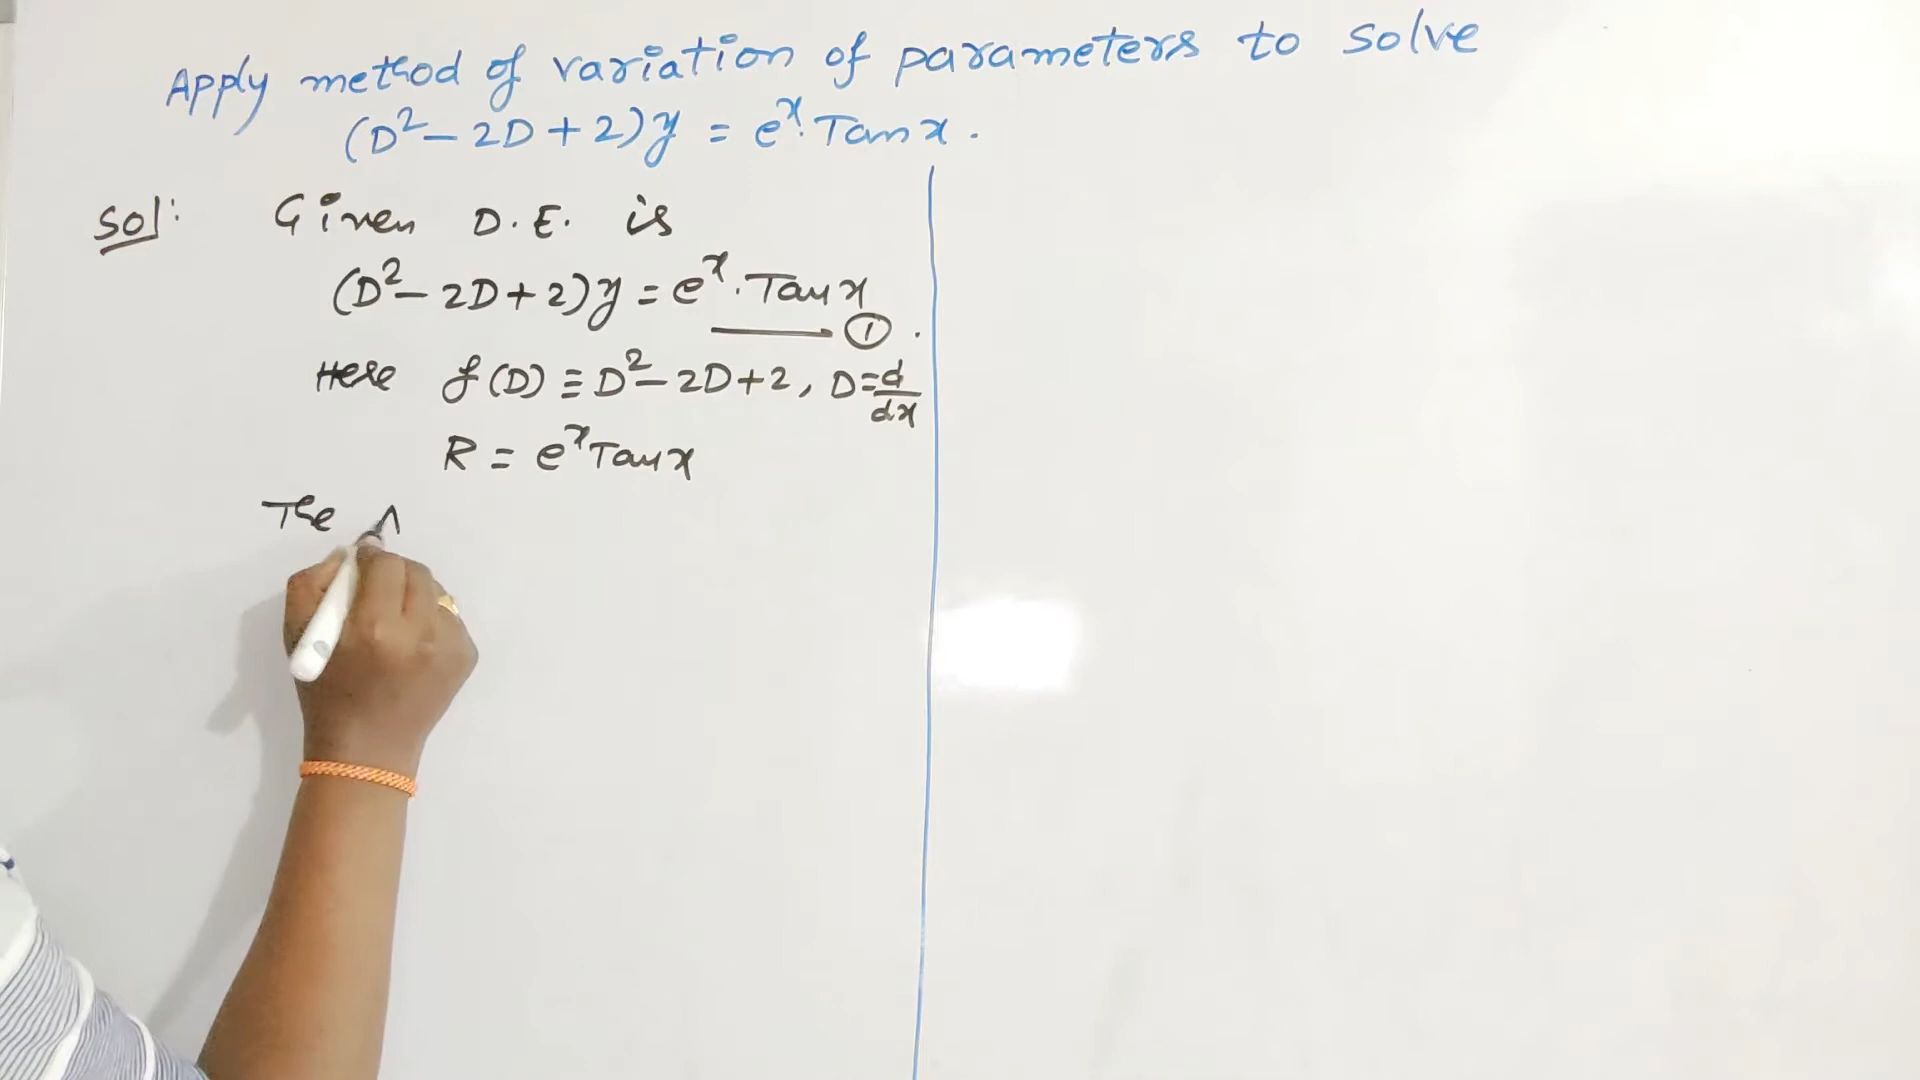 Apply method of variation of parameters to solve
(D² - 2D + 2)y = eˣ. Tan x.
Sol: Given D.E. is
(D² - 2D + 2)y = eˣ. Tan x
→ ① .
Here f(D) ≡ D² - 2D + 2, D = d/dx
R = eˣ Tan x
The A